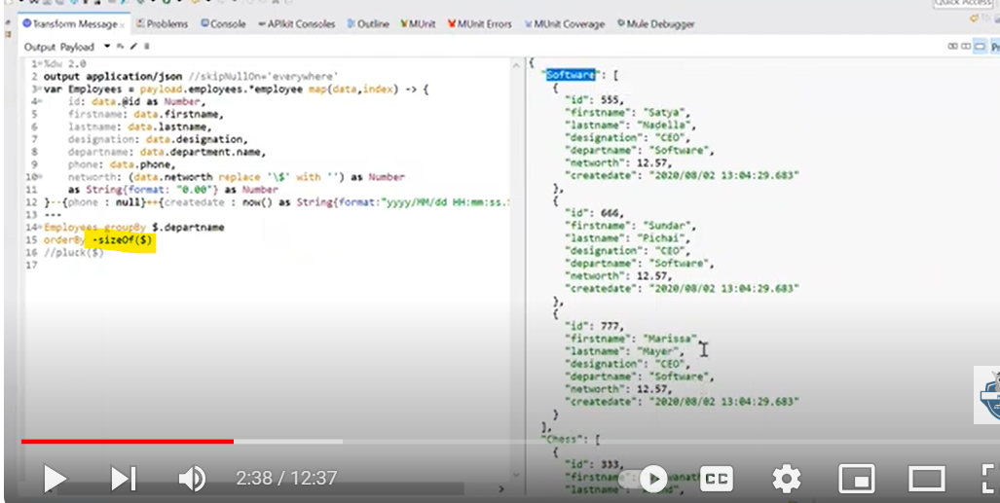 Quick Access
Transform Message Problems Console APIkit Consoles Outline MUnit MUnit Errors MUnit Coverage Mule Debugger
Output Payload
1 %dw 2.0
2 output application/json //skipNullOn='everywhere'
3 var Employees = payload.employees.*employee map(data,index) -> {
4 id: data.@id as Number,
5 firstname: data.firstname,
6 lastname: data.lastname,
7 designation: data.designation,
8 departname: data.department.name,
9 phone: data.phone,
10 networth: (data.networth replace '\$' with '') as Number
11 as String{format: "0.00"} as Number
12 }--{phone : null}++{createdate : now() as String{format:"yyyy/MM/dd HH:mm:ss.
13 ---
14 Employees groupBy $.departname
15 orderBy -sizeOf($)
16 //pluck($)
17
{
"Software": [
{
"id": 555,
"firstname": "Satya",
"lastname": "Nadella",
"designation": "CEO",
"departname": "Software",
"networth": 12.57,
"createdate": "2020/08/02 13:04:29.683"
},
{
"id": 666,
"firstname": "Sundar",
"lastname": "Pichai",
"designation": "CEO",
"departname": "Software",
"networth": 12.57,
"createdate": "2020/08/02 13:04:29.683"
},
{
"id": 777,
"firstname": "Marissa",
"lastname": "Mayer",
"designation": "CEO",
"departname": "Software",
"networth": 12.57,
"createdate": "2020/08/02 13:04:29.683"
}
],
"Chess": [
{
"id": 333,
2:38 / 12:37
CC